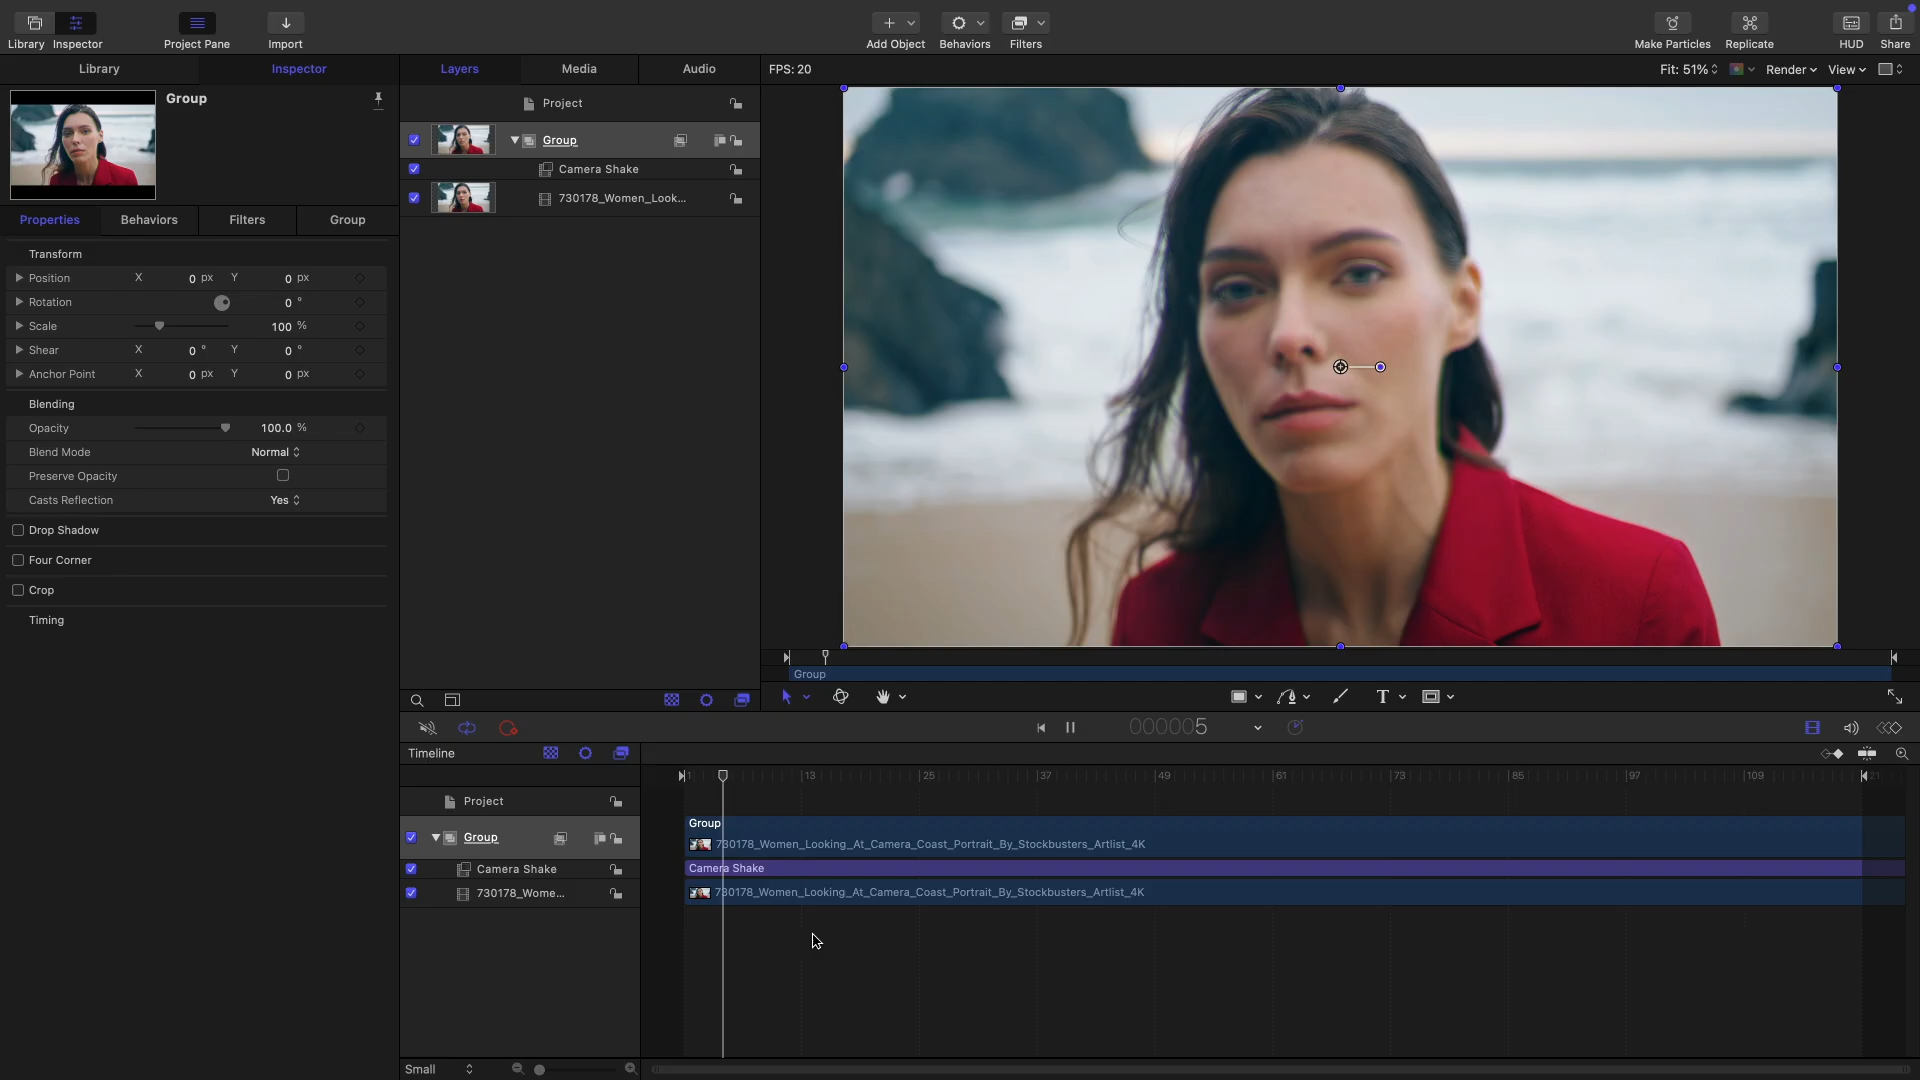 Library Inspector Project Pane Import Add Object Behaviors Filters Make Particles Replicate HUD Share
Library Inspector Layers Media Audio FPS: 20 Fit: 51% Render View
Group
Project
Group
Camera Shake
730178_Women_Look...
Properties Behaviors Filters Group
Transform
Position X 0 px Y 0 px
Rotation 0 °
Scale 100 %
Shear X 0 ° Y 0 °
Anchor Point X 0 px Y 0 px
Blending
Opacity 100.0 %
Blend Mode Normal
Preserve Opacity
Casts Reflection Yes
Drop Shadow
Four Corner
Crop
Timing
Group
T
000005
Timeline
1 13 25 37 49 61 73 85 97 109 121
Project
Group
Camera Shake
730178_Wome...
Group
730178_Women_Looking_At_Camera_Coast_Portrait_By_Stockbusters_Artlist_4K
Camera Shake
730178_Women_Looking_At_Camera_Coast_Portrait_By_Stockbusters_Artlist_4K
Small